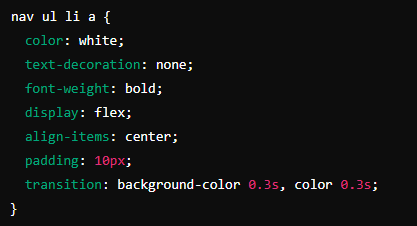 nav ul li a {
  color: white;
  text-decoration: none;
  font-weight: bold;
  display: flex;
  align-items: center;
  padding: 10px;
  transition: background-color 0.3s, color 0.3s;
}